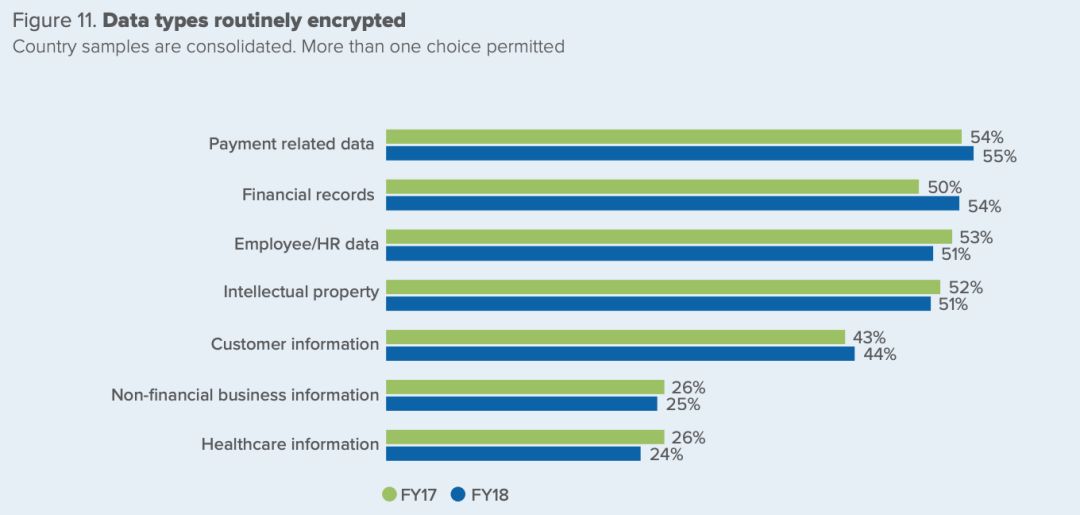 Figure 11. Data types routinely encrypted
Country samples are consolidated. More than one choice permitted
Payment related data 54%
55%
Financial records 50%
54%
Employee/HR data 53%
51%
Intellectual property 52%
51%
Customer information 43%
44%
Non-financial business information 26%
25%
Healthcare information 26%
24%
FY17 FY18